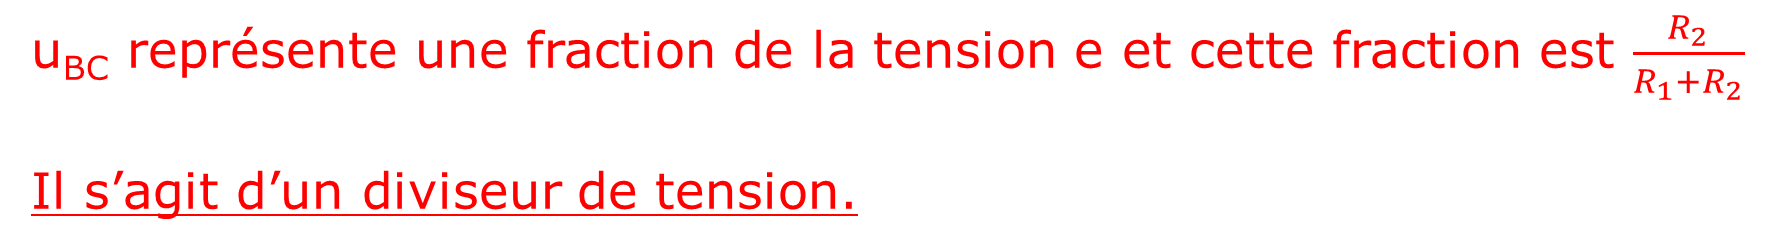 u_BC représente une fraction de la tension e et cette fraction est R₂/(R₁+R₂)
Il s’agit d’un diviseur de tension.